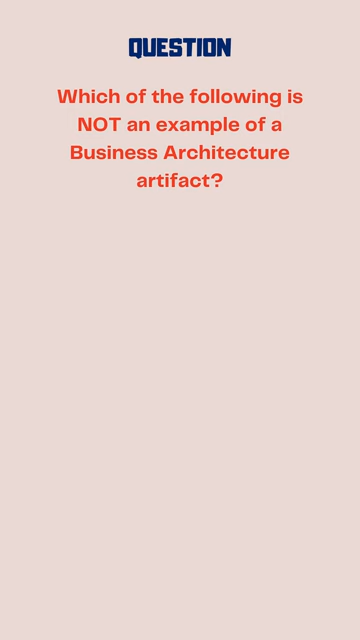 QUESTION
Which of the following is
NOT an example of a
Business Architecture
artifact?